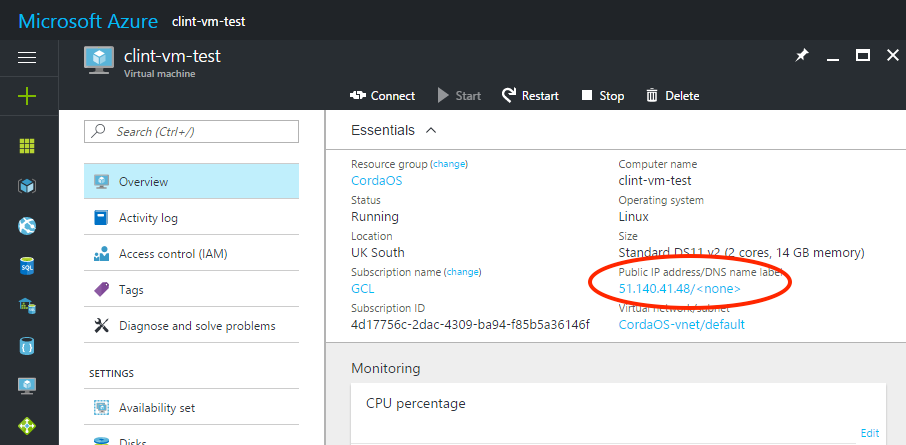 Microsoft Azure clint-vm-test
clint-vm-test
Virtual machine
Connect Start Restart Stop Delete
Search (Ctrl+/)
Overview
Activity log
Access control (IAM)
Tags
Diagnose and solve problems
SETTINGS
Availability set
Disks
Essentials
Resource group (change)
CordaOS
Status
Running
Location
UK South
Subscription name (change)
GCL
Subscription ID
4d17756c-2dac-4309-ba94-f85b5a36146f
Computer name
clint-vm-test
Operating system
Linux
Size
Standard DS11 v2 (2 cores, 14 GB memory)
Public IP address/DNS name label
51.140.41.48/<none>
Virtual network/subnet
CordaOS-vnet/default
Monitoring
CPU percentage
Edit
SQL